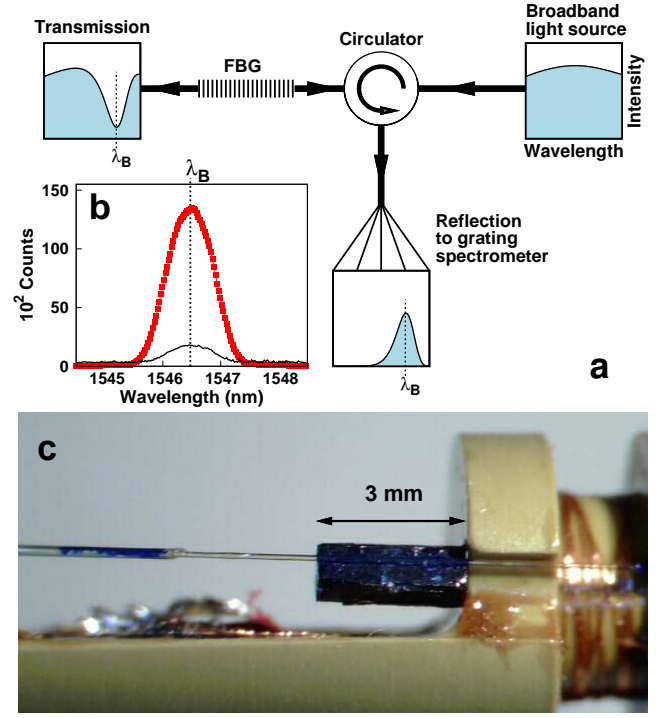 Transmission
λB
FBG
Circulator
Broadband
light source
Intensity
Wavelength
λB
b
150
100
50
0
10² Counts
1545 1546 1547 1548
Wavelength (nm)
Reflection
to grating
spectrometer
λB
a
c
3 mm